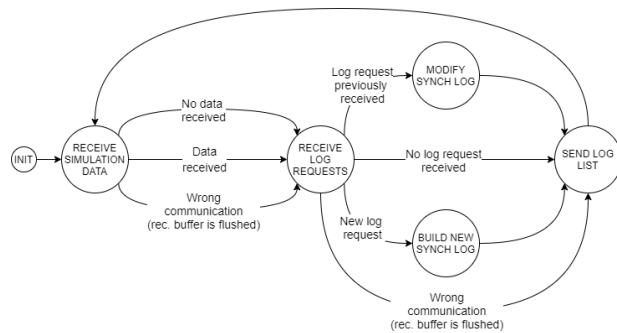 INIT
RECEIVE
SIMULATION
DATA
No data
received
Data
received
Wrong
communication
(rec. buffer is flushed)
RECEIVE
LOG
REQUESTS
Log request
previously
received
MODIFY
SYNCH LOG
No log request
received
New log
request
BUILD NEW
SYNCH LOG
Wrong
communication
(rec. buffer is flushed)
SEND LOG
LIST